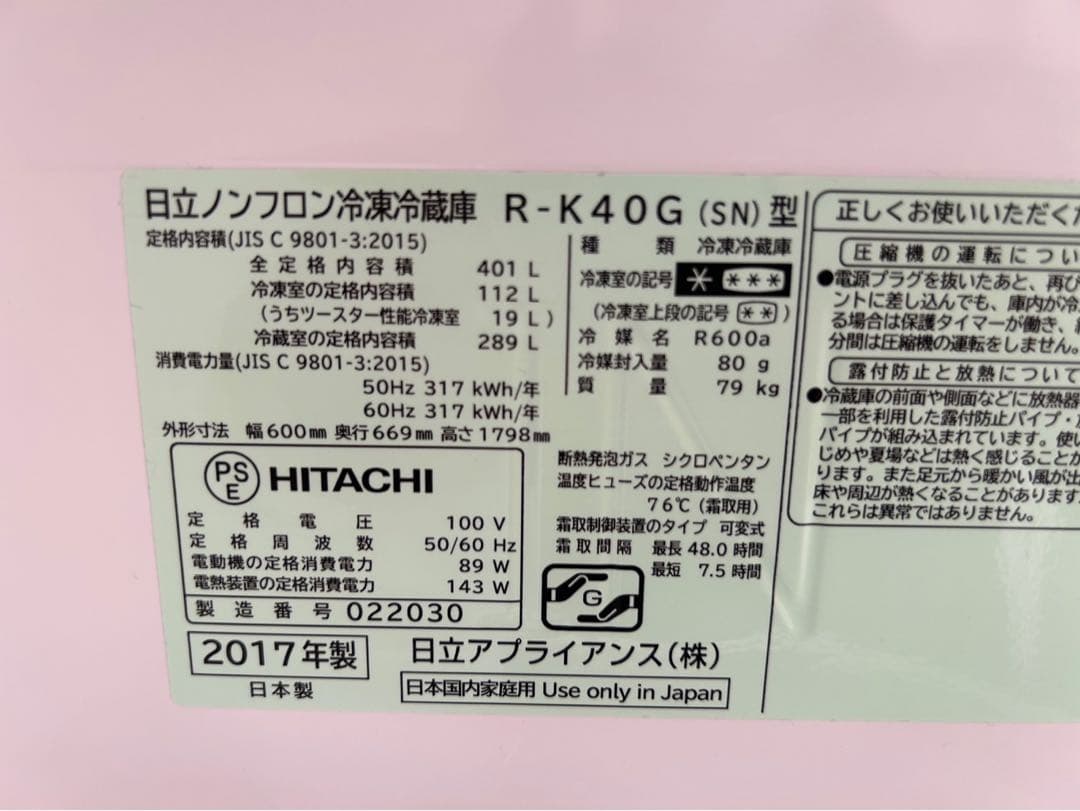 日立ノンフロン冷凍冷蔵庫 R-K40G(SN)型
定格内容積(JIS C 9801-3:2015)
全定格内容積 401 L
冷凍室の定格内容積 112 L
(うちツースター性能冷凍室 19 L)
冷蔵室の定格内容積 289 L
消費電力量(JIS C 9801-3:2015)
50Hz 317 kWh/年
60Hz 317 kWh/年
外形寸法 幅600mm 奥行669mm 高さ1798mm
PSE HITACHI
定格電圧 100 V
定格周波数 50/60 Hz
電動機の定格消費電力 89 W
電熱装置の定格消費電力 143 W
製造番号 022030
2017年製
日本製
種類 冷凍冷蔵庫
冷凍室の記号 * ***
(冷凍室上段の記号 **)
冷媒名 R600a
冷媒封入量 80 g
質量 79 kg
断熱発泡ガス シクロペンタン
温度ヒューズの定格動作温度
76℃(霜取用)
霜取制御装置のタイプ 可変式
霜取間隔 最長 48.0 時間
最短 7.5 時間
G
日立アプライアンス(株)
日本国内家庭用 Use only in Japan
正しくお使いいただくた
圧縮機の運転につい
●電源プラグを抜いたあと、再び
ントに差し込んでも、庫内が冷
る場合は保護タイマーが働き、
分間は圧縮機の運転をしません。
露付防止と放熱について
●冷蔵庫の前面や側面などに放熱器
一部を利用した露付防止パイプ・
パイプが組み込まれています。使い
じめや夏場などは熱く感じること
ります。また足元から暖かい風が出
床や周辺が熱くなることがあります
これらは異常ではありません。